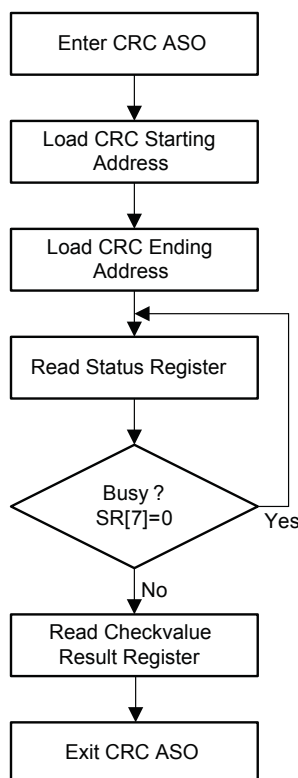 Enter CRC ASO
Load CRC Starting
Address
Load CRC Ending
Address
Read Status Register
Busy ?
SR[7]=0
Yes
No
Read Checkvalue
Result Register
Exit CRC ASO